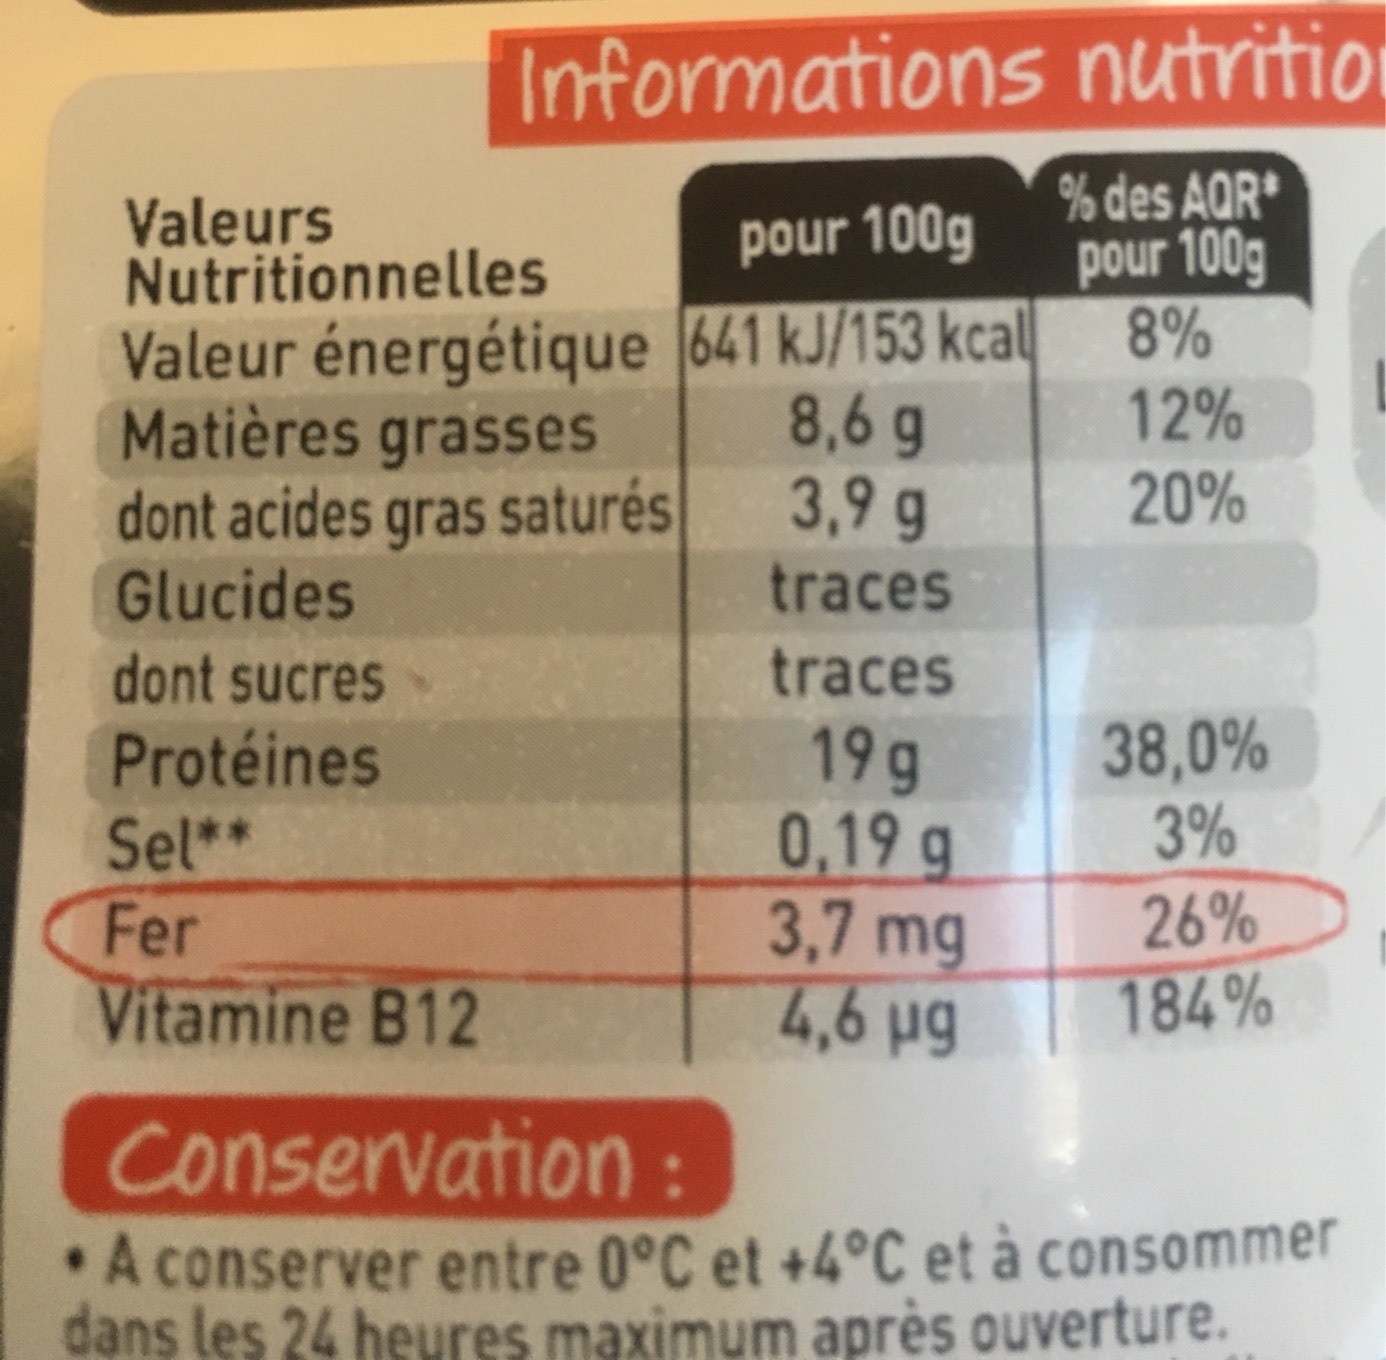 Informations nutrition
Valeurs
Nutritionnelles
pour 100g
% des AQR*
pour 100g
Valeur énergétique 641 kJ/153 kcal 8%
Matières grasses 8,6 g 12%
dont acides gras saturés 3,9 g 20%
Glucides traces
dont sucres traces
Protéines 19 g 38,0%
Sel** 0,19 g 3%
Fer 3,7 mg 26%
Vitamine B12 4,6 µg 184%
Conservation :
• A conserver entre 0°C et +4°C et à consommer
dans les 24 heures maximum après ouverture.